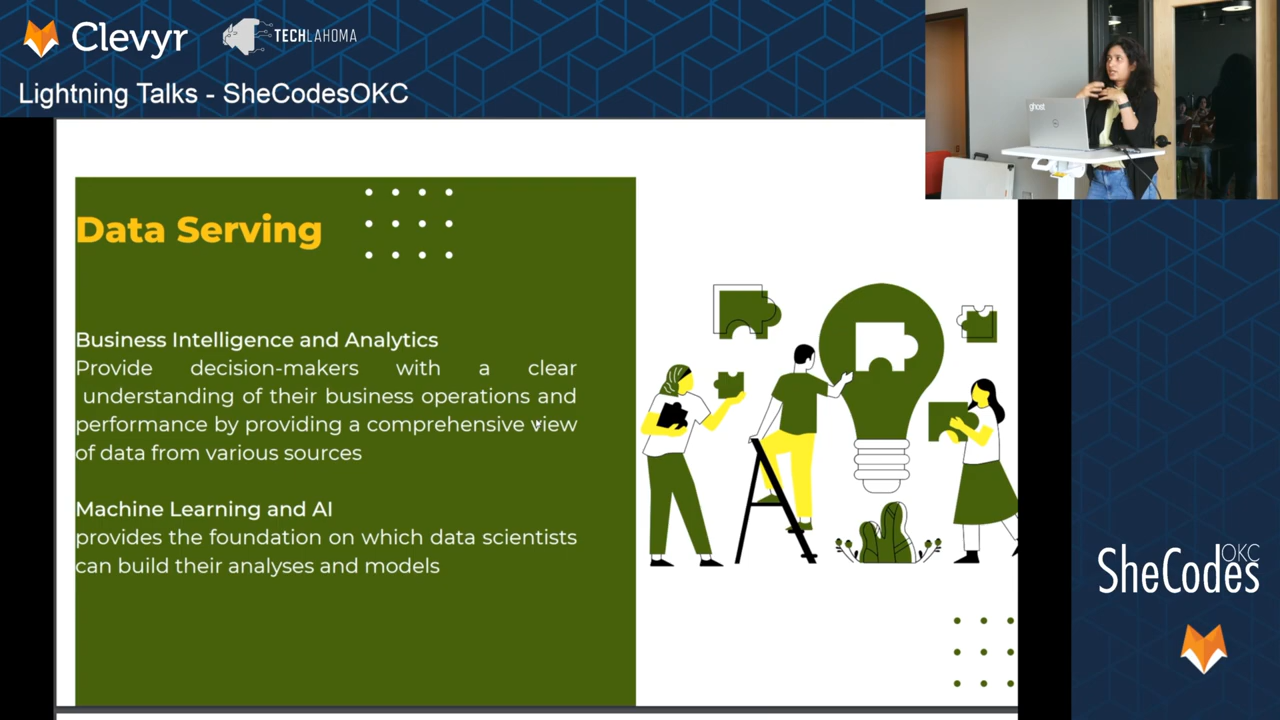 Clevyr
TECHLAHOMA
Lightning Talks - SheCodesOKC
ghost
Data Serving
Business Intelligence and Analytics
Provide decision-makers with a clear
understanding of their business operations and
performance by providing a comprehensive view
of data from various sources
Machine Learning and AI
provides the foundation on which data scientists
can build their analyses and models
OKC
SheCodes